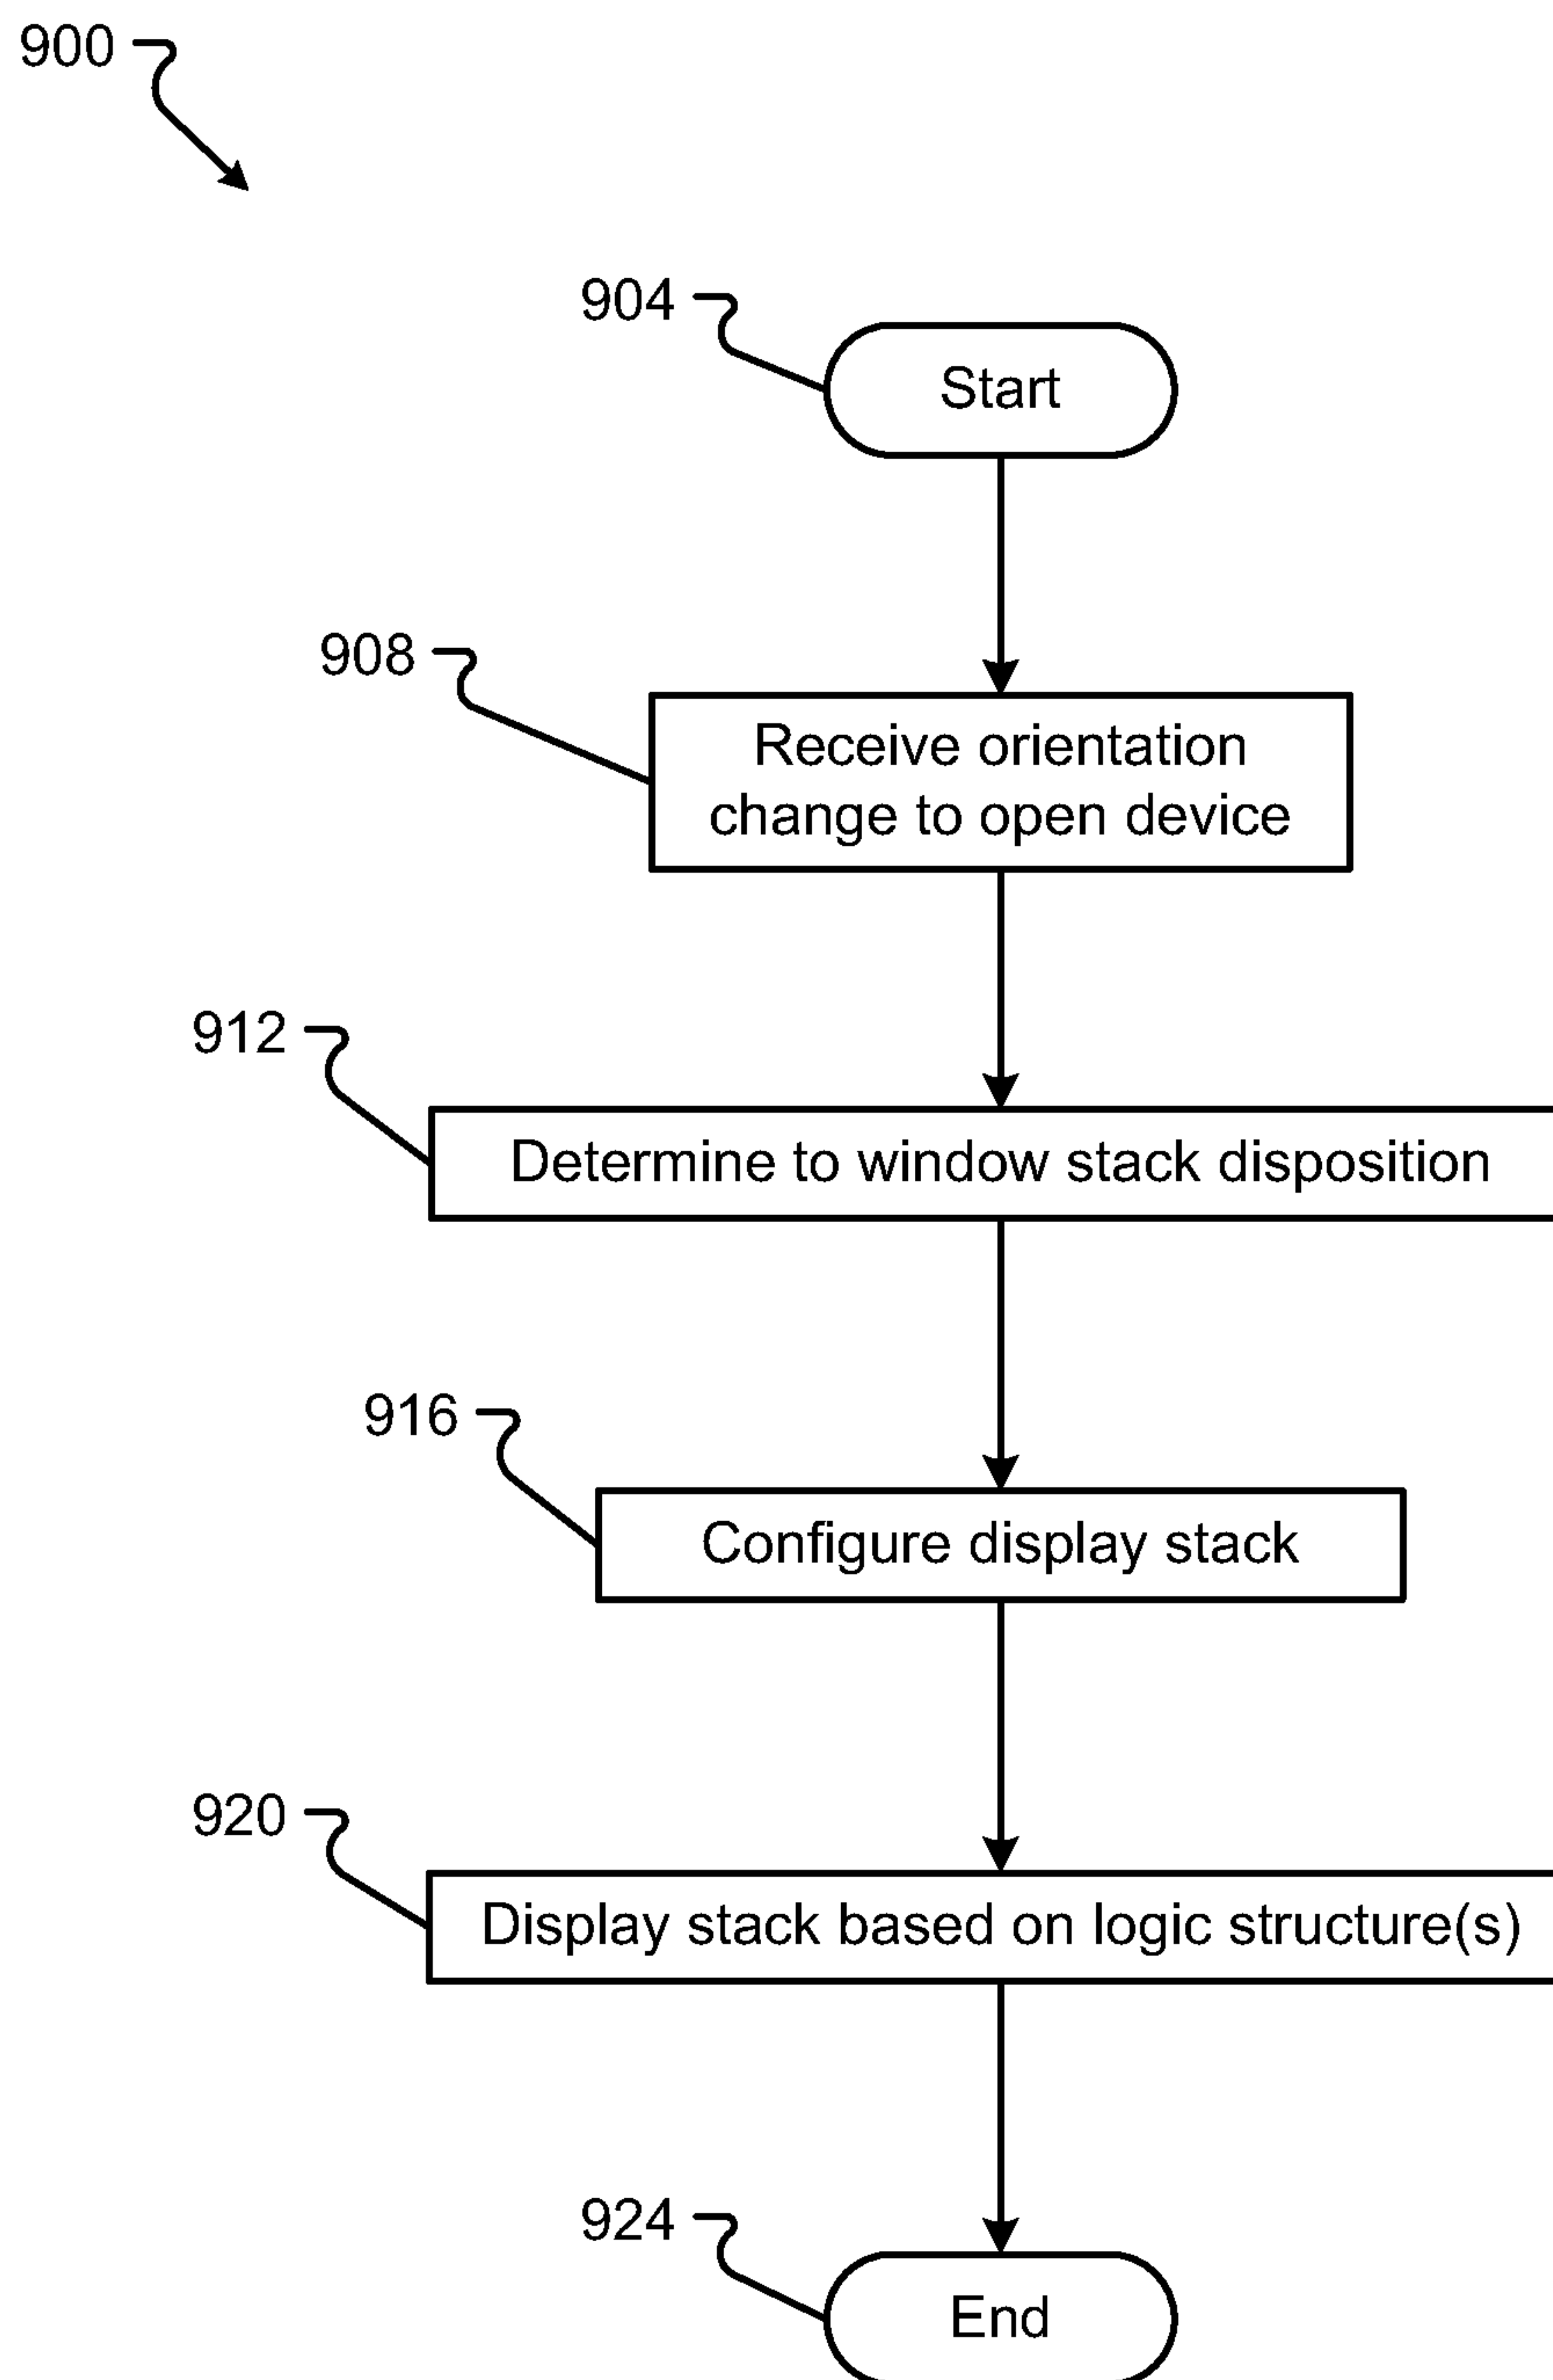 900
904
Start
908
Receive orientation
change to open device
912
Determine to window stack disposition
916
Configure display stack
920
Display stack based on logic structure(s)
924
End